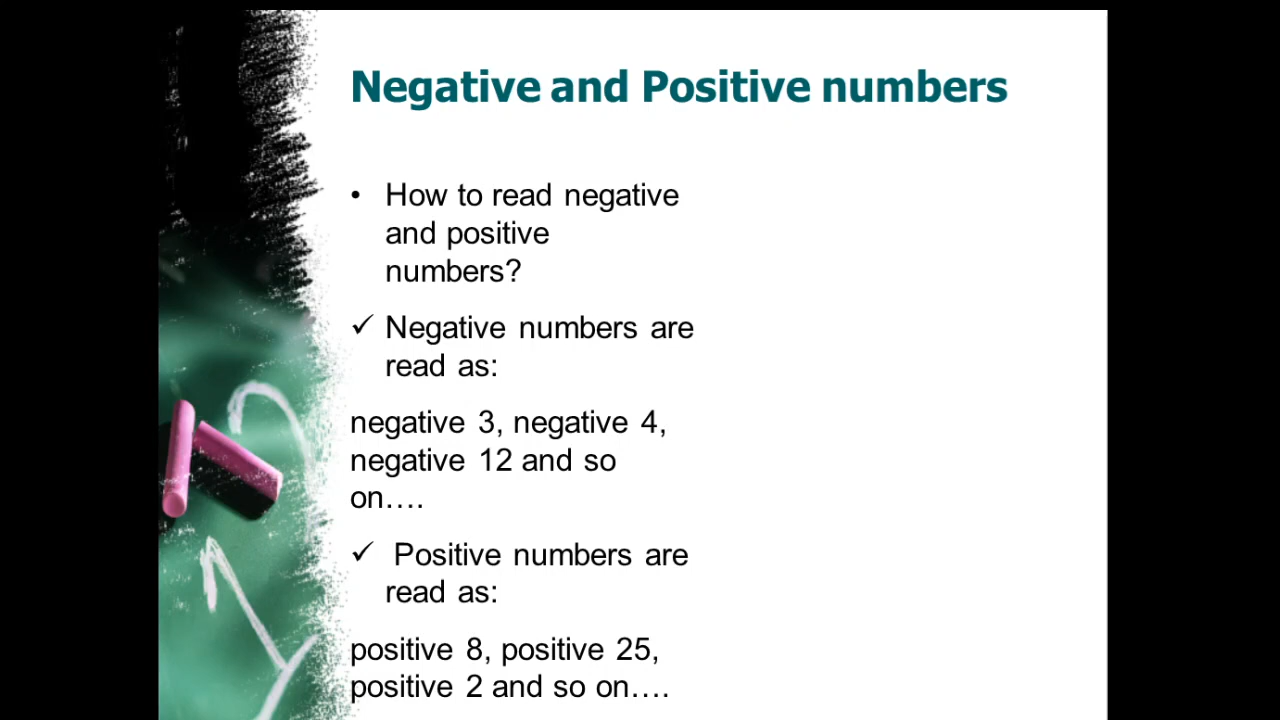 Negative and Positive numbers
• How to read negative
and positive
numbers?
✓ Negative numbers are
read as:
negative 3, negative 4,
negative 12 and so
on....
✓ Positive numbers are
read as:
positive 8, positive 25,
positive 2 and so on....